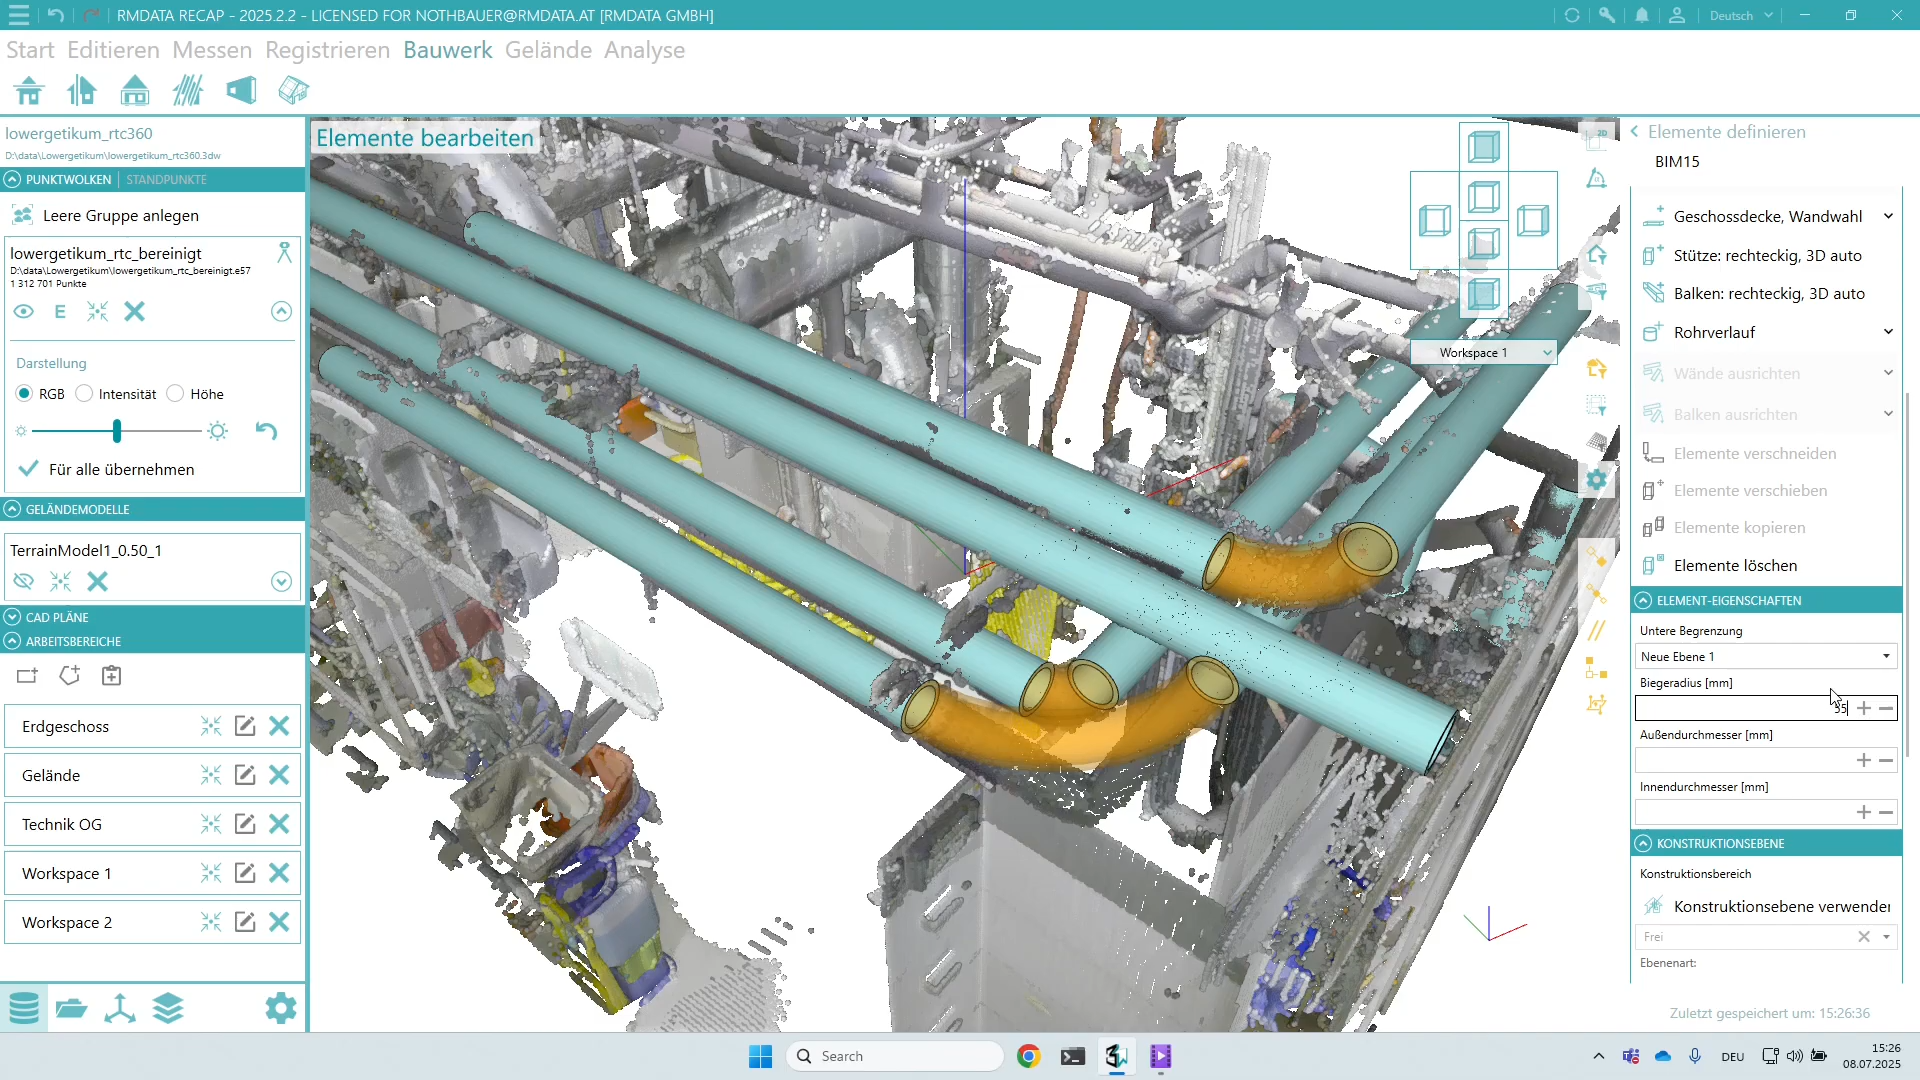 RMDATA RECAP - 2025.2.2 - LICENSED FOR NOTHBAUER@RMDATA.AT [RMDATA GMBH]
Deutsch
Start Editieren Messen Registrieren Bauwerk Gelände Analyse
lowergetikum_rtc360
D:\data\Lowergetikum\lowergetikum_rtc360.3dw
PUNKTWOLKEN STANDPUNKTE
Leere Gruppe anlegen
lowergetikum_rtc_bereinigt
D:\data\Lowergetikum\lowergetikum_rtc_bereinigt.e57
1 312 701 Punkte
E
Darstellung
RGB Intensität Höhe
Für alle übernehmen
GELÄNDEMODELLE
TerrainModel1_0.50_1
CAD PLÄNE
ARBEITSBEREICHE
Erdgeschoss
Gelände
Technik OG
Workspace 1
Workspace 2
Elemente bearbeiten
2D
Workspace 1
Elemente definieren
BIM15
Geschossdecke, Wandwahl
Stütze: rechteckig, 3D auto
Balken: rechteckig, 3D auto
Rohrverlauf
Wände ausrichten
Balken ausrichten
Elemente verschneiden
Elemente verschieben
Elemente kopieren
Elemente löschen
ELEMENT-EIGENSCHAFTEN
Untere Begrenzung
Neue Ebene 1
Biegeradius [mm]
35
Außendurchmesser [mm]
Innendurchmesser [mm]
KONSTRUKTIONSEBENE
Konstruktionsbereich
Konstruktionsebene verwender
Frei
Ebenenart:
Zuletzt gespeichert um: 15:26:36
Search
DEU
15:26
08.07.2025